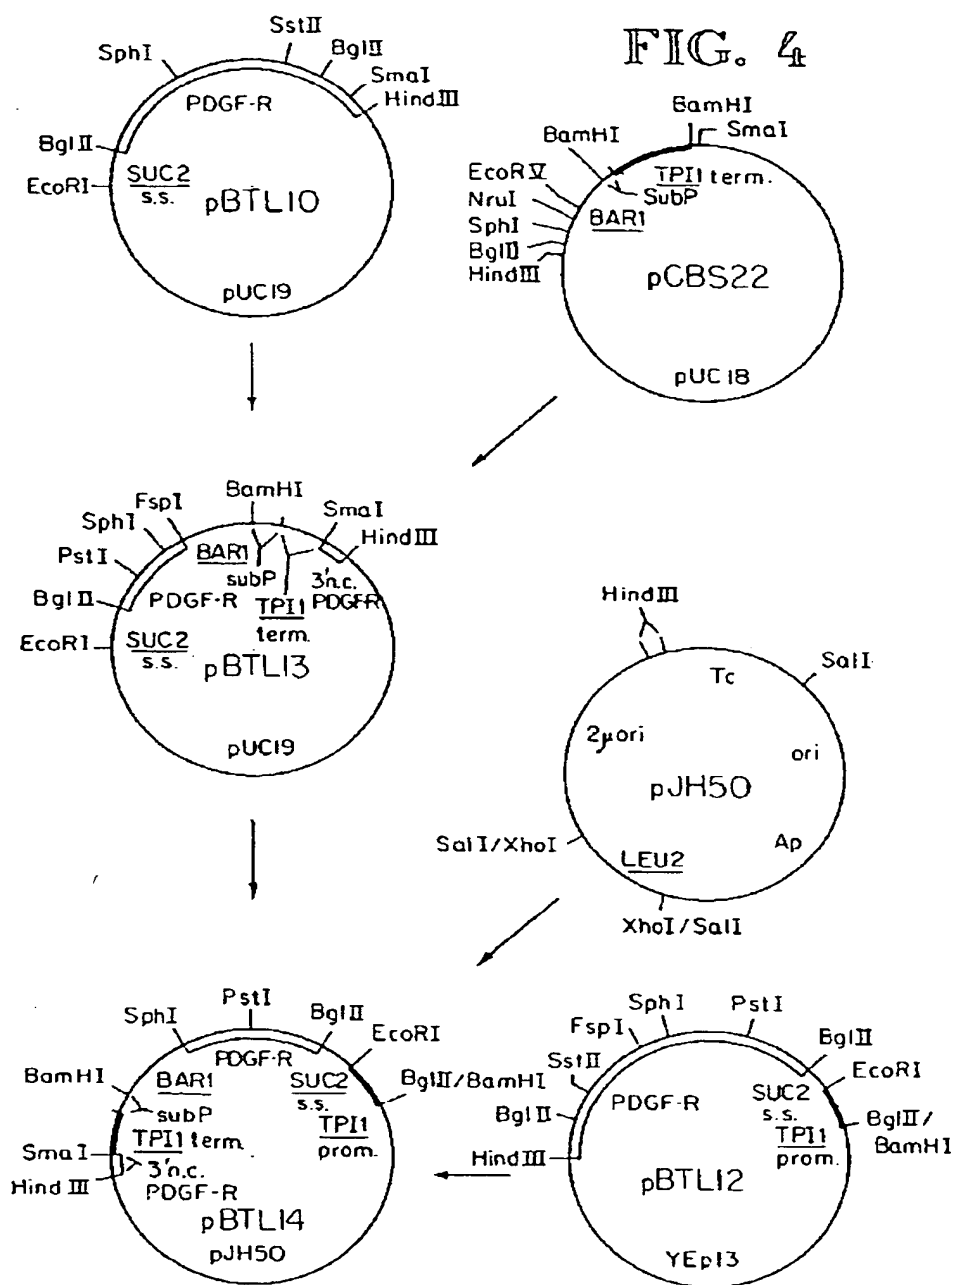 FIG. 4
SstII
BglII
SphI
SmaI
HindIII
PDGF-R
BglII
EcoRI
SUC2
s.s.
pBTL10
pUC19
BamHI
SmaI
BamHI
EcoRV
TPI1 term.
SubP
NruI
BAR1
SphI
BglII
HindIII
pCBS22
pUC18
BamHI
FspI
SmaI
SphI
HindIII
PstI
BAR1
subP
3'n.c.
PDGFR
BglII
PDGF-R
TPI1
term.
EcoRI
SUC2
s.s.
pBTL13
pUC19
HindIII
SalI
Tc
2μori
ori
pJH50
SalI/XhoI
Ap
LEU2
XhoI/SalI
PstI
SphI
BglII
EcoRI
PDGF-R
BamHI
BAR1
SUC2
s.s.
BglII/BamHI
subP
TPI1 term.
TPI1
prom.
SmaI
3'n.c.
HindIII
PDGF-R
pBTL14
pJH50
SphI
PstI
FspI
BglII
SstII
EcoRI
PDGF-R
SUC2
s.s.
BglII/
BamHI
BglII
TPI1
prom.
HindIII
pBTL12
YEp13